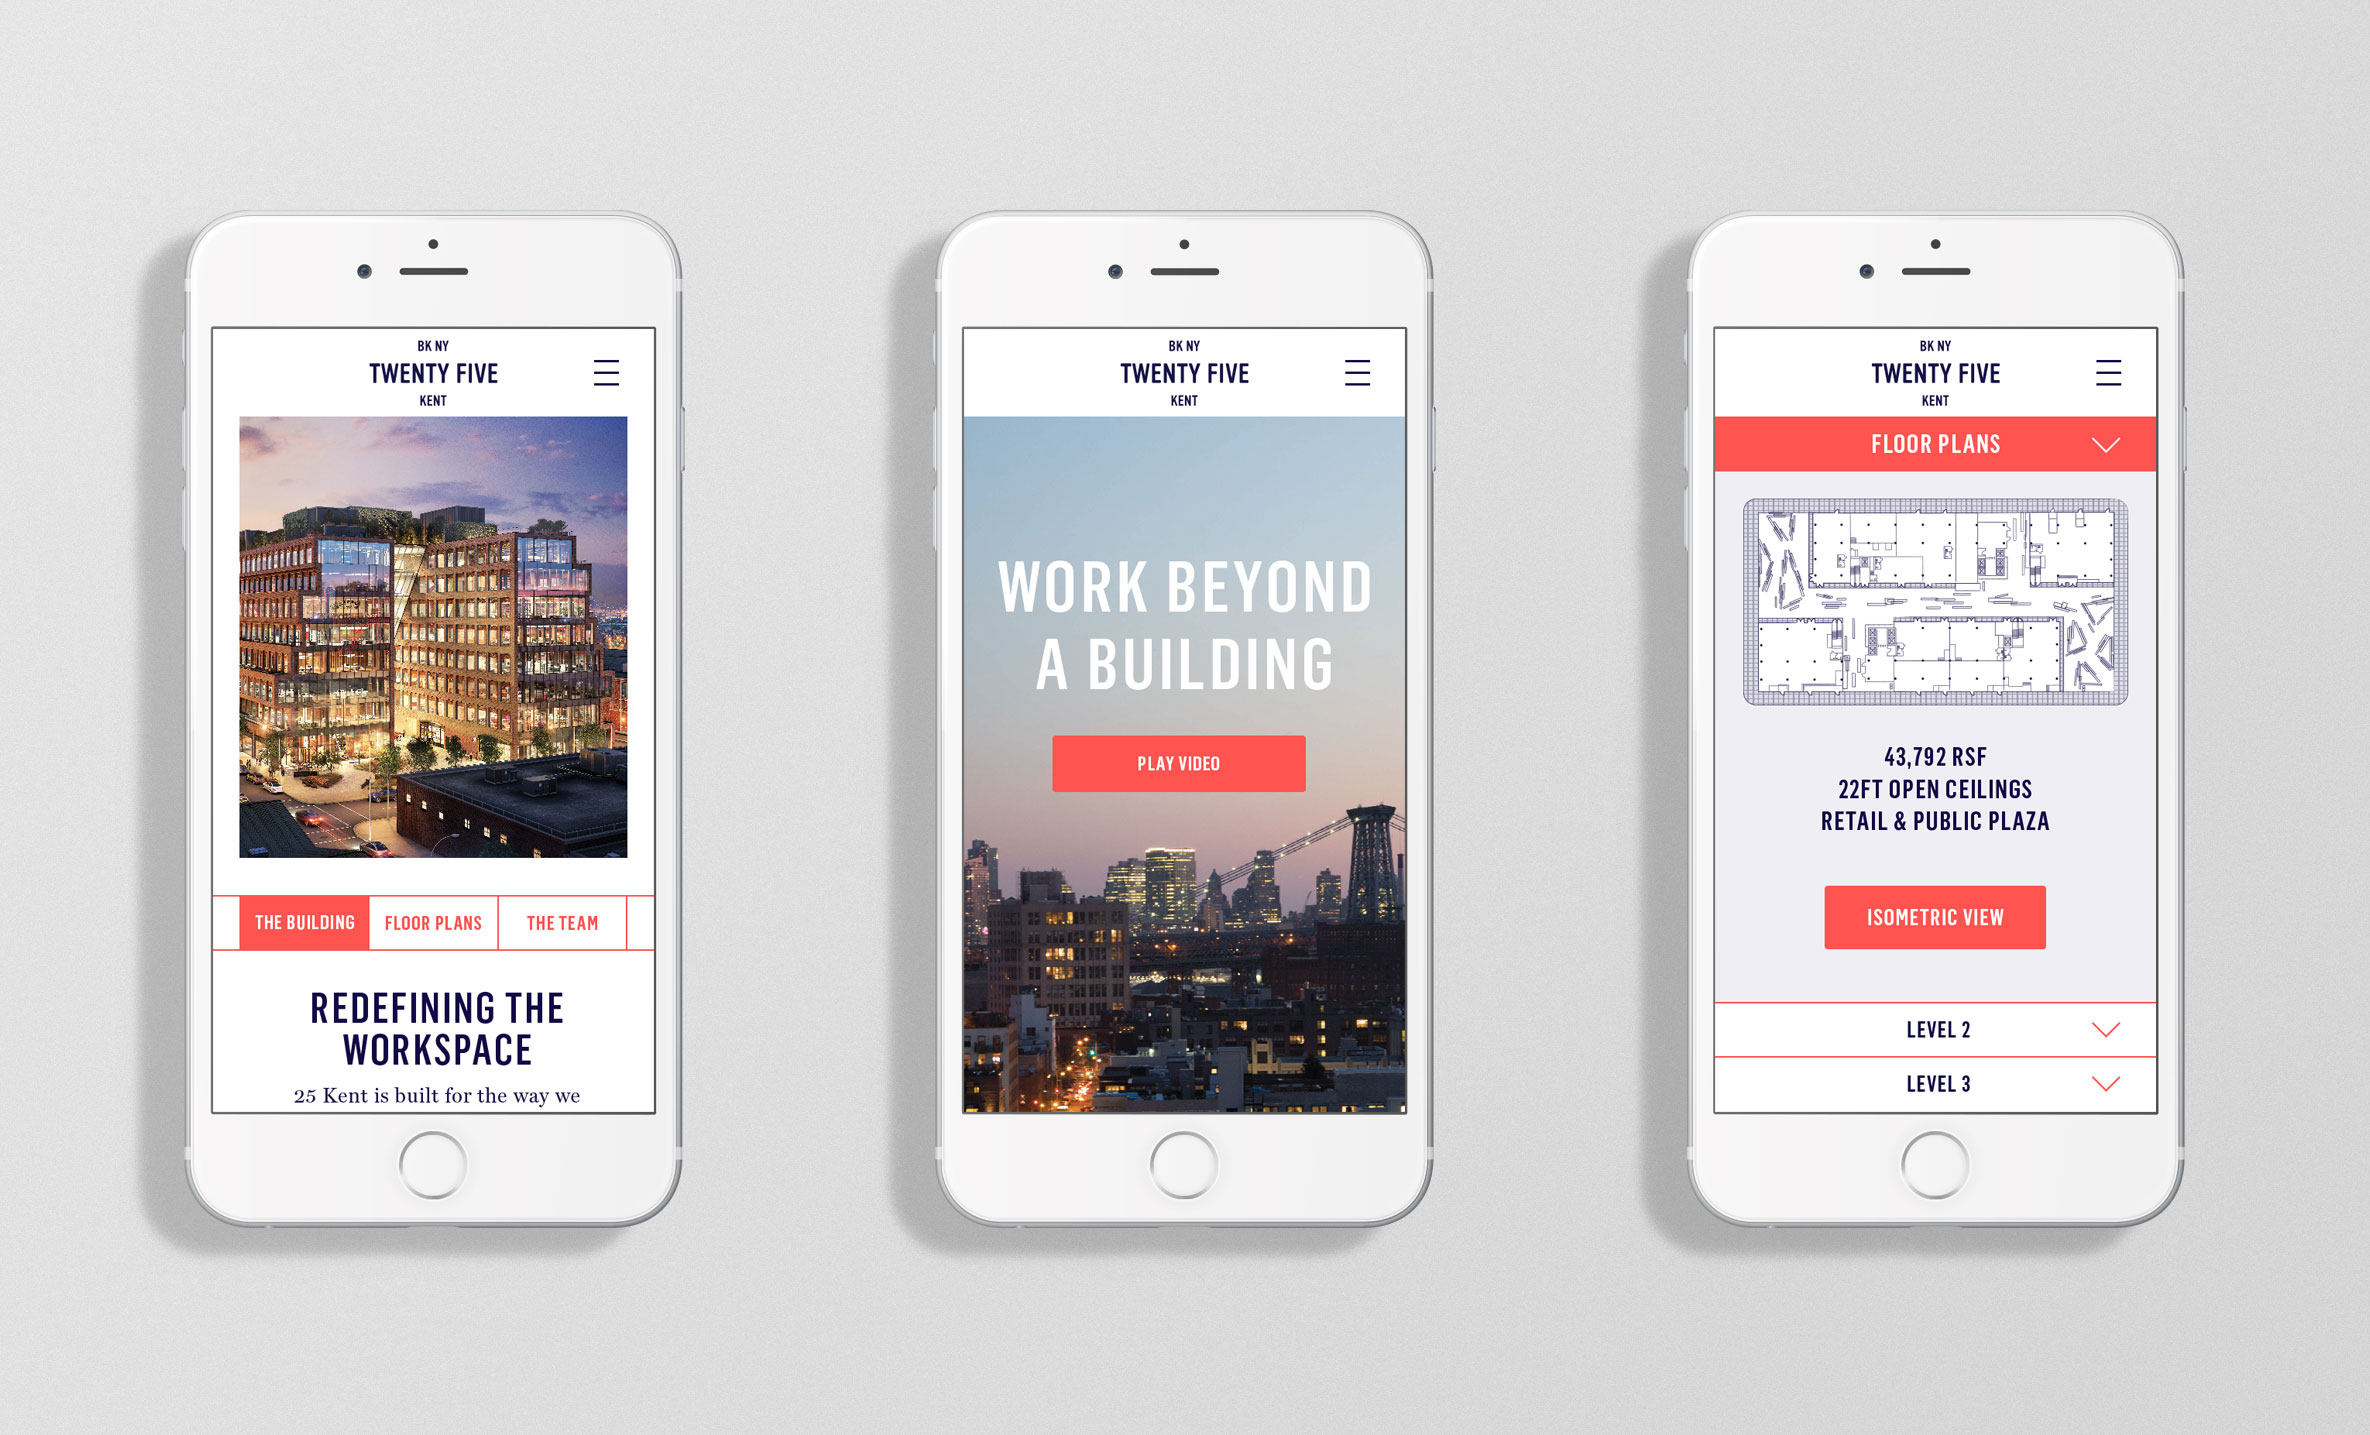 BK NY
TWENTY FIVE
KENT
THE BUILDING
FLOOR PLANS
THE TEAM
REDEFINING THE
WORKSPACE
25 Kent is built for the way we
BK NY
TWENTY FIVE
KENT
WORK BEYOND
A BUILDING
PLAY VIDEO
BK NY
TWENTY FIVE
KENT
FLOOR PLANS
43,792 RSF
22FT OPEN CEILINGS
RETAIL & PUBLIC PLAZA
ISOMETRIC VIEW
LEVEL 2
LEVEL 3